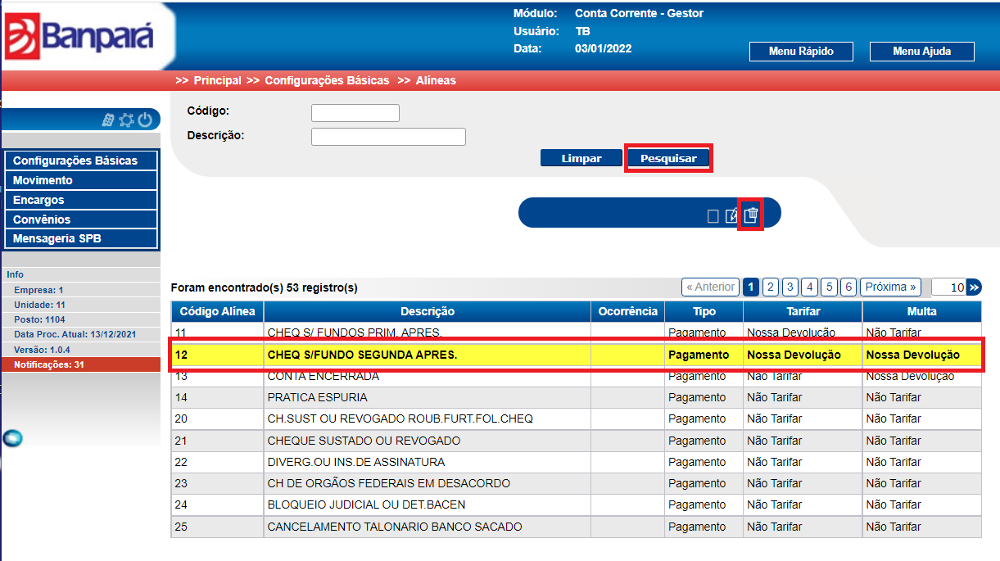 Banpará
Módulo: Conta Corrente - Gestor
Usuário: TB
Data: 03/01/2022
Menu Rápido Menu Ajuda
>> Principal >> Configurações Básicas >> Alíneas
Código:
Descrição:
Limpar Pesquisar
Configurações Básicas
Movimento
Encargos
Convênios
Mensageria SPB
Info
Empresa: 1
Unidade: 11
Posto: 1104
Data Proc. Atual: 13/12/2021
Versão: 1.0.4
Notificações: 31
Foram encontrado(s) 53 registro(s)
« Anterior 1 2 3 4 5 6 Próxima » 10 »
Código Alínea Descrição Ocorrência Tipo Tarifar Multa
11 CHEQ S/ FUNDOS PRIM. APRES. Pagamento Nossa Devolução Não Tarifar
12 CHEQ S/FUNDO SEGUNDA APRES. Pagamento Nossa Devolução Nossa Devolução
13 CONTA ENCERRADA Pagamento Não Tarifar Nossa Devolução
14 PRATICA ESPURIA Pagamento Não Tarifar Não Tarifar
20 CH.SUST OU REVOGADO ROUB.FURT.FOL.CHEQ Pagamento Não Tarifar Não Tarifar
21 CHEQUE SUSTADO OU REVOGADO Pagamento Não Tarifar Não Tarifar
22 DIVERG.OU INS.DE ASSINATURA Pagamento Não Tarifar Não Tarifar
23 CH DE ORGÃOS FEDERAIS EM DESACORDO Pagamento Não Tarifar Não Tarifar
24 BLOQUEIO JUDICIAL OU DET.BACEN Pagamento Não Tarifar Não Tarifar
25 CANCELAMENTO TALONARIO BANCO SACADO Pagamento Não Tarifar Não Tarifar